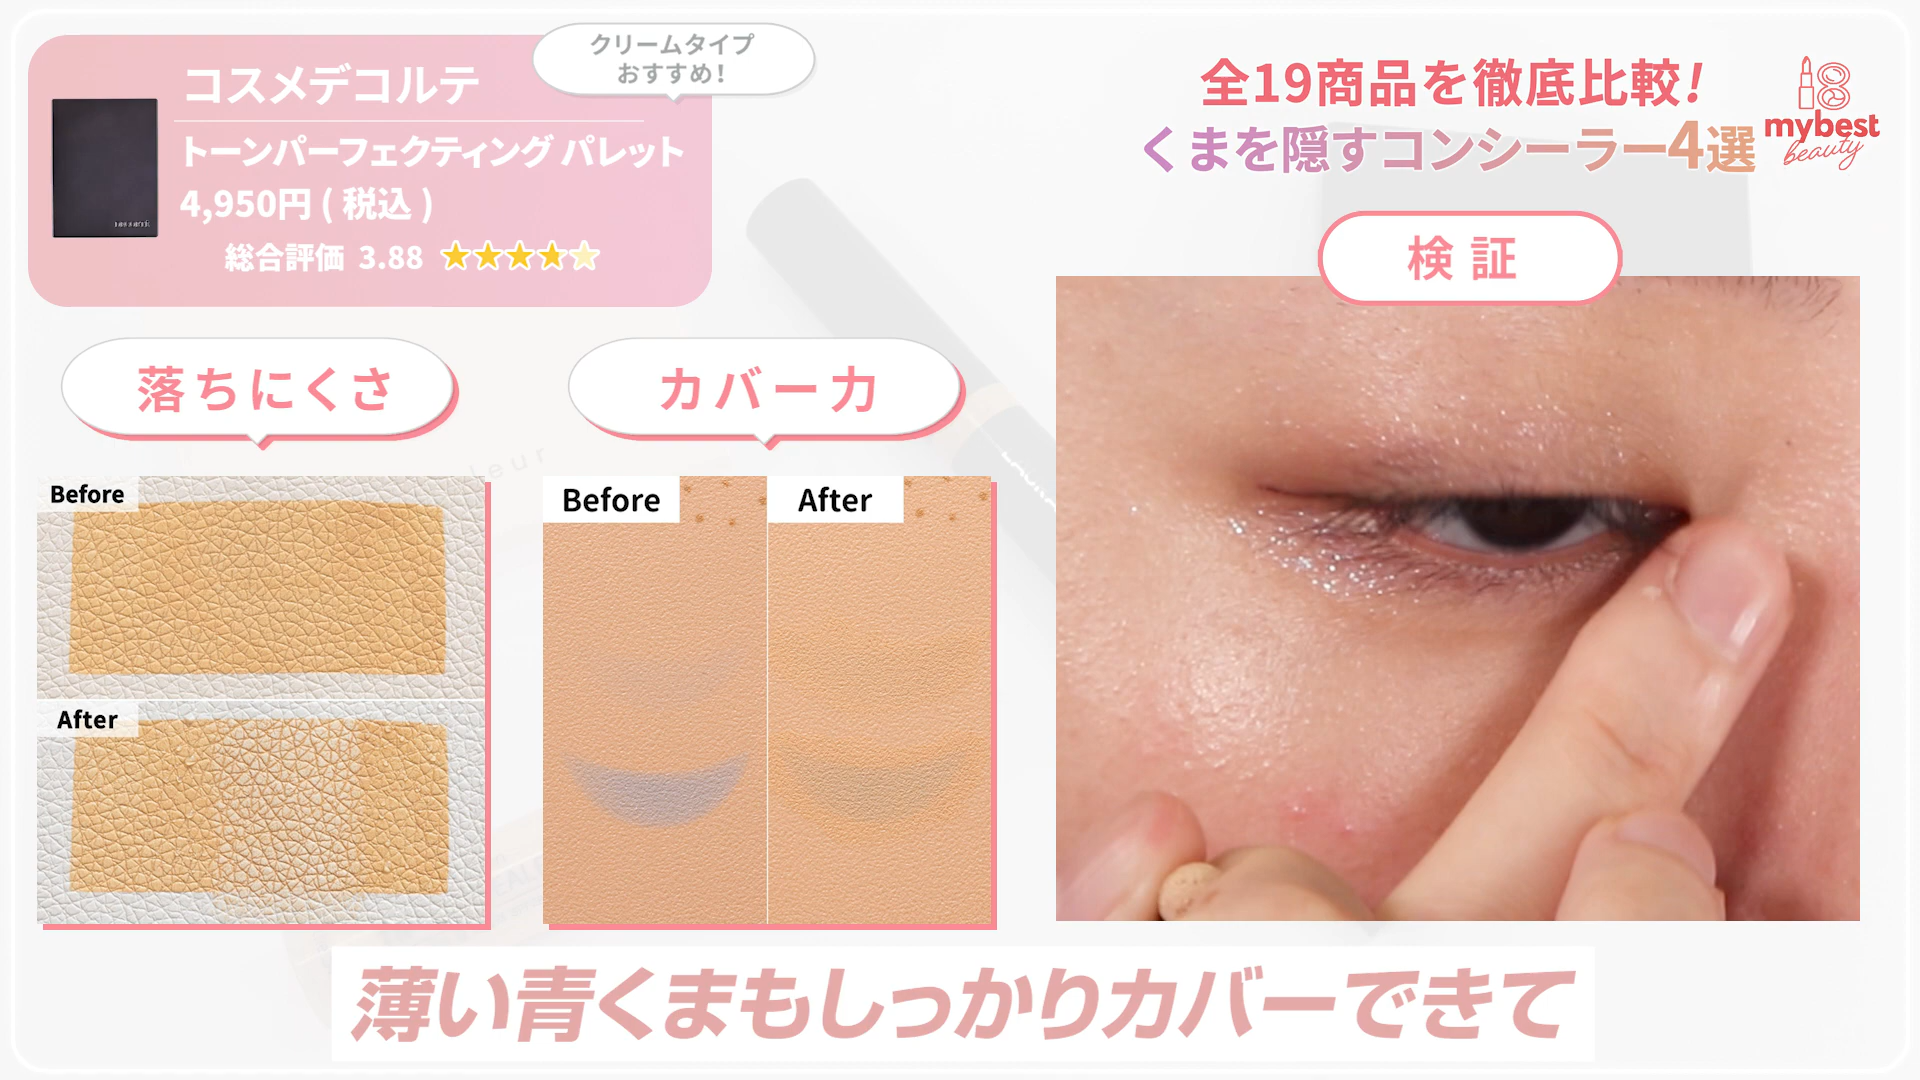 クリームタイプ
おすすめ!
コスメデコルテ
トーンパーフェクティング パレット
4,950円 ( 税込 )
総合評価 3.88
全19商品を徹底比較!
くまを隠すコンシーラー4選
mybest
beauty
検証
落ちにくさ
カバー力
Before
After
Before
After
薄い青くまもしっかりカバーできて